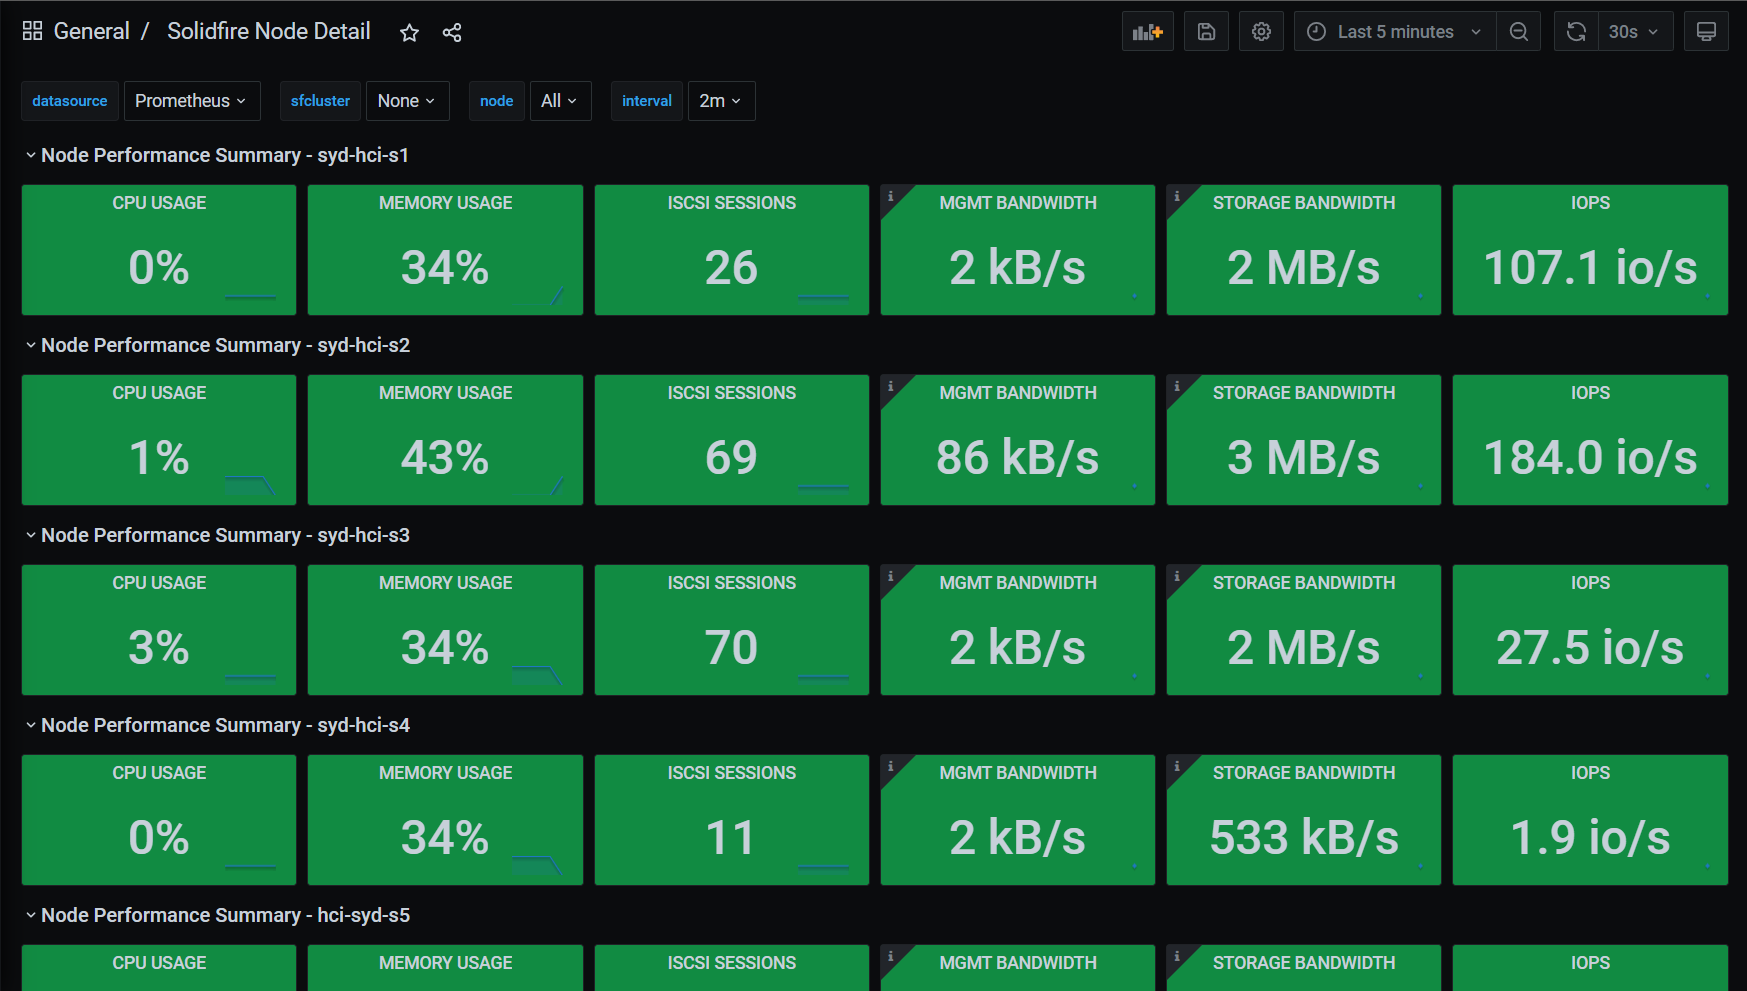 General / Solidfire Node Detail Last 5 minutes 30s
datasource Prometheus sfcluster None node All interval 2m
Node Performance Summary - syd-hci-s1
CPU USAGE MEMORY USAGE ISCSI SESSIONS i MGMT BANDWIDTH i STORAGE BANDWIDTH IOPS
0% 34% 26 2 kB/s 2 MB/s 107.1 io/s
Node Performance Summary - syd-hci-s2
CPU USAGE MEMORY USAGE ISCSI SESSIONS i MGMT BANDWIDTH i STORAGE BANDWIDTH IOPS
1% 43% 69 86 kB/s 3 MB/s 184.0 io/s
Node Performance Summary - syd-hci-s3
CPU USAGE MEMORY USAGE ISCSI SESSIONS i MGMT BANDWIDTH i STORAGE BANDWIDTH IOPS
3% 34% 70 2 kB/s 2 MB/s 27.5 io/s
Node Performance Summary - syd-hci-s4
CPU USAGE MEMORY USAGE ISCSI SESSIONS i MGMT BANDWIDTH i STORAGE BANDWIDTH IOPS
0% 34% 11 2 kB/s 533 kB/s 1.9 io/s
Node Performance Summary - hci-syd-s5
CPU USAGE MEMORY USAGE ISCSI SESSIONS i MGMT BANDWIDTH i STORAGE BANDWIDTH IOPS